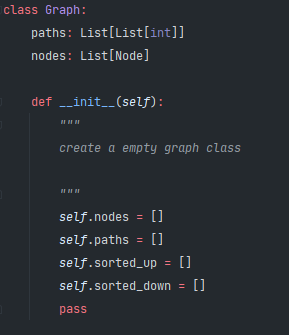 class Graph:
    paths: List[List[int]]
    nodes: List[Node]

    def __init__(self):
        """
        create a empty graph class

        """
        self.nodes = []
        self.paths = []
        self.sorted_up = []
        self.sorted_down = []
        pass